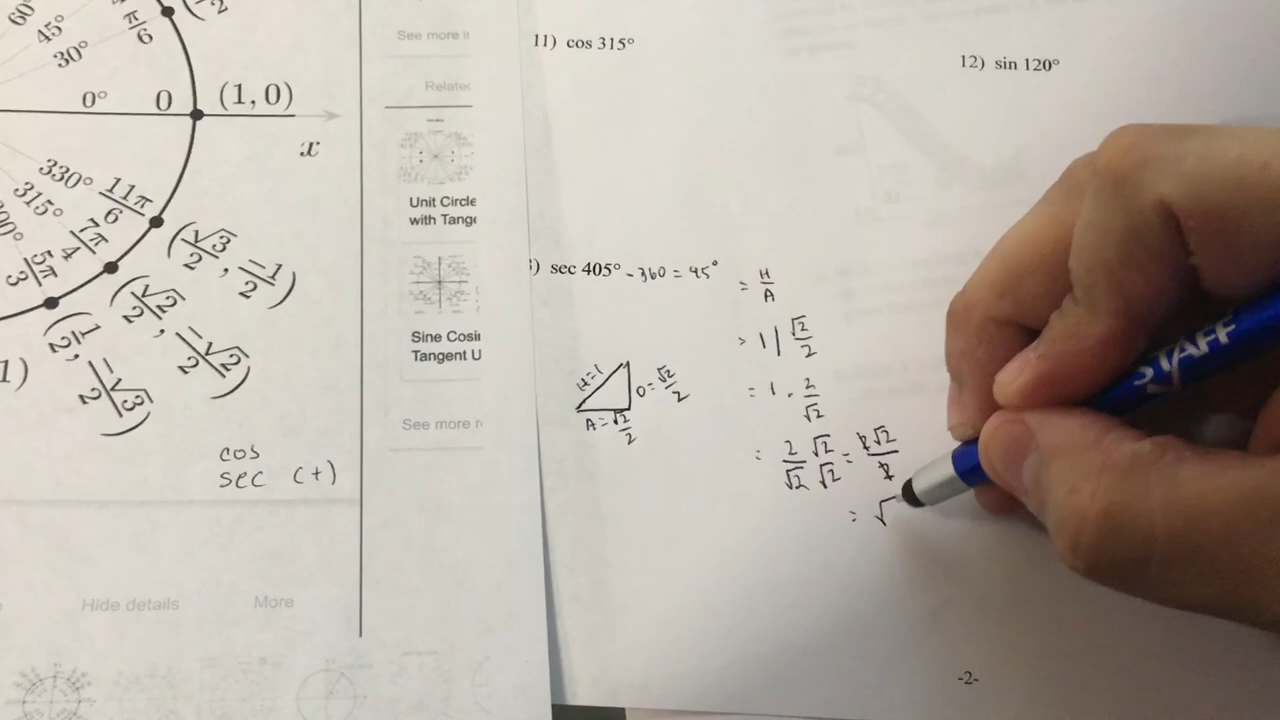 60°
45°
30°
π/6
0° 0 (1, 0)
x
330° 11π/6
315° 7π/4
5π/3
(√3/2, -1/2)
(√2/2, -√2/2)
(1/2, -√3/2)
1)
cos
sec (+)
Hide details More
See more
Unit Circle
with Tange
Sine Cosi
Tangent U
See more
11) cos 315°
12) sin 120°
) sec 405° - 360 = 45°
= H/A
1 | √2/2
= 1 · 2/√2
= 2/√2 √2/√2 = 2√2/2
= √
H=1
O = √2/2
A = √2/2
STAFF
-2-